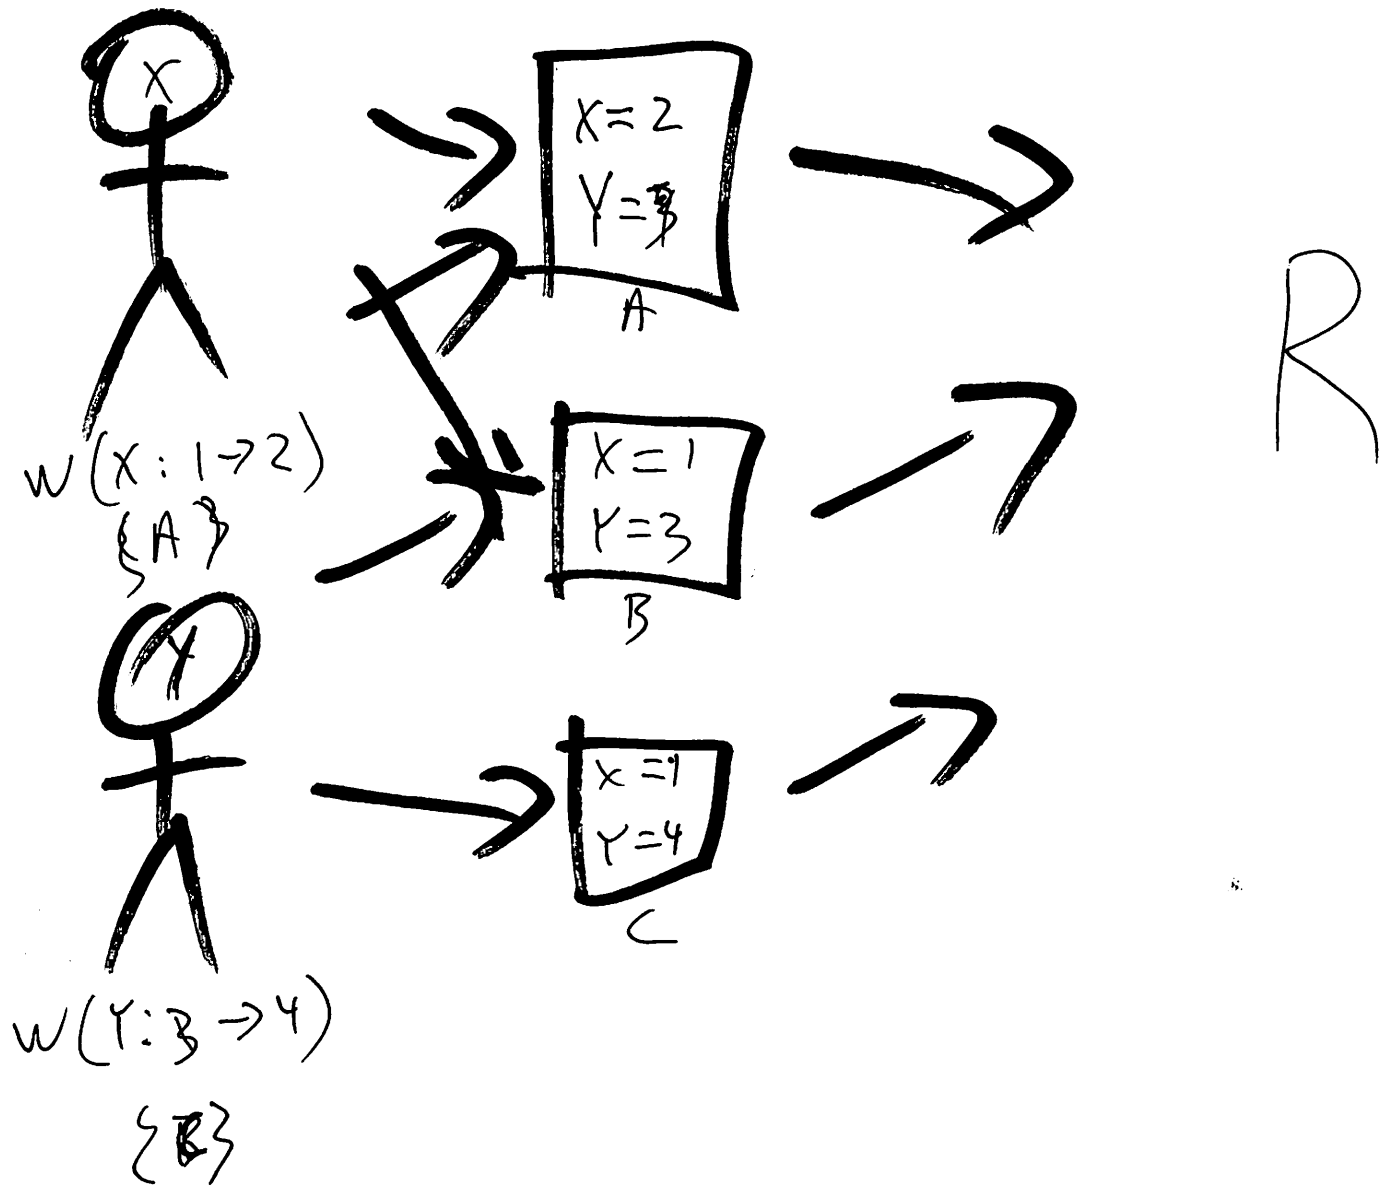 X
X=2
Y=3
A
W(X:1→2)
{A}
X=1
Y=3
B
R
Y
X=1
Y=4
C
W(Y:3→4)